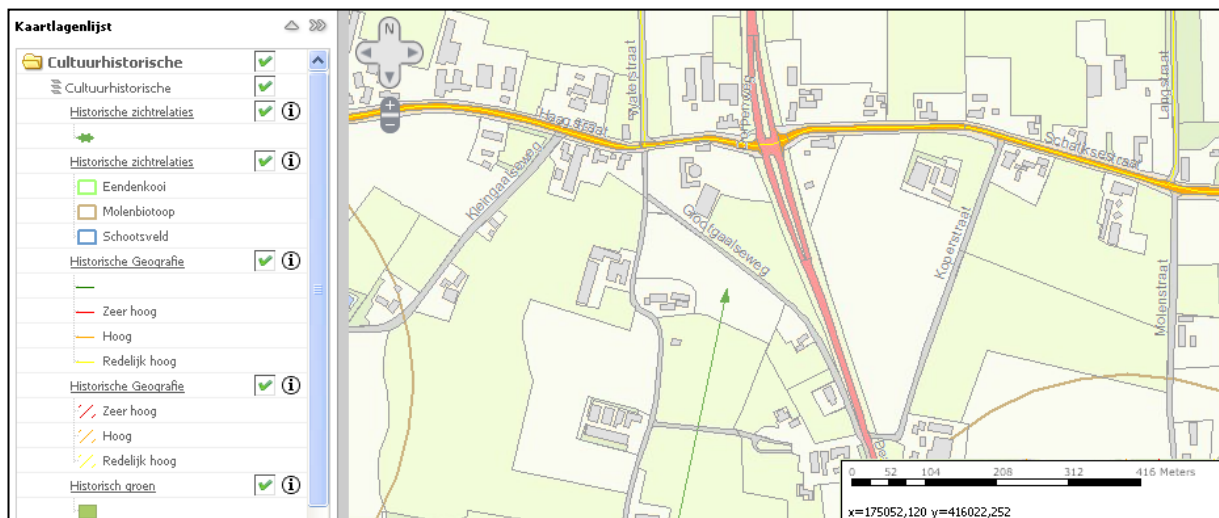 Kaartlagenlijst
Cultuurhistorische
Cultuurhistorische
Historische zichtrelaties
Historische zichtrelaties
Eendenkooi
Molenbiotoop
Schootsveld
Historische Geografie
Zeer hoog
Hoog
Redelijk hoog
Historische Geografie
Zeer hoog
Hoog
Redelijk hoog
Historisch groen
N
Haag straat
Waterstraat
Kleingaalseweg
Grootgaalseweg
Koperstraat
Schaiksestraat
Langstraat
Molenstraat
0 52 104 208 312 416 Meters
x=175052,120 y=416022,252